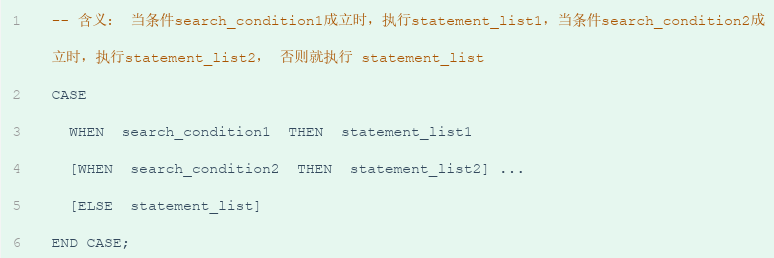 1 -- 含义： 当条件search_condition1成立时，执行statement_list1，当条件search_condition2成
立时，执行statement_list2， 否则就执行 statement_list
2 CASE
3 WHEN search_condition1 THEN statement_list1
4 [WHEN search_condition2 THEN statement_list2] ...
5 [ELSE statement_list]
6 END CASE;